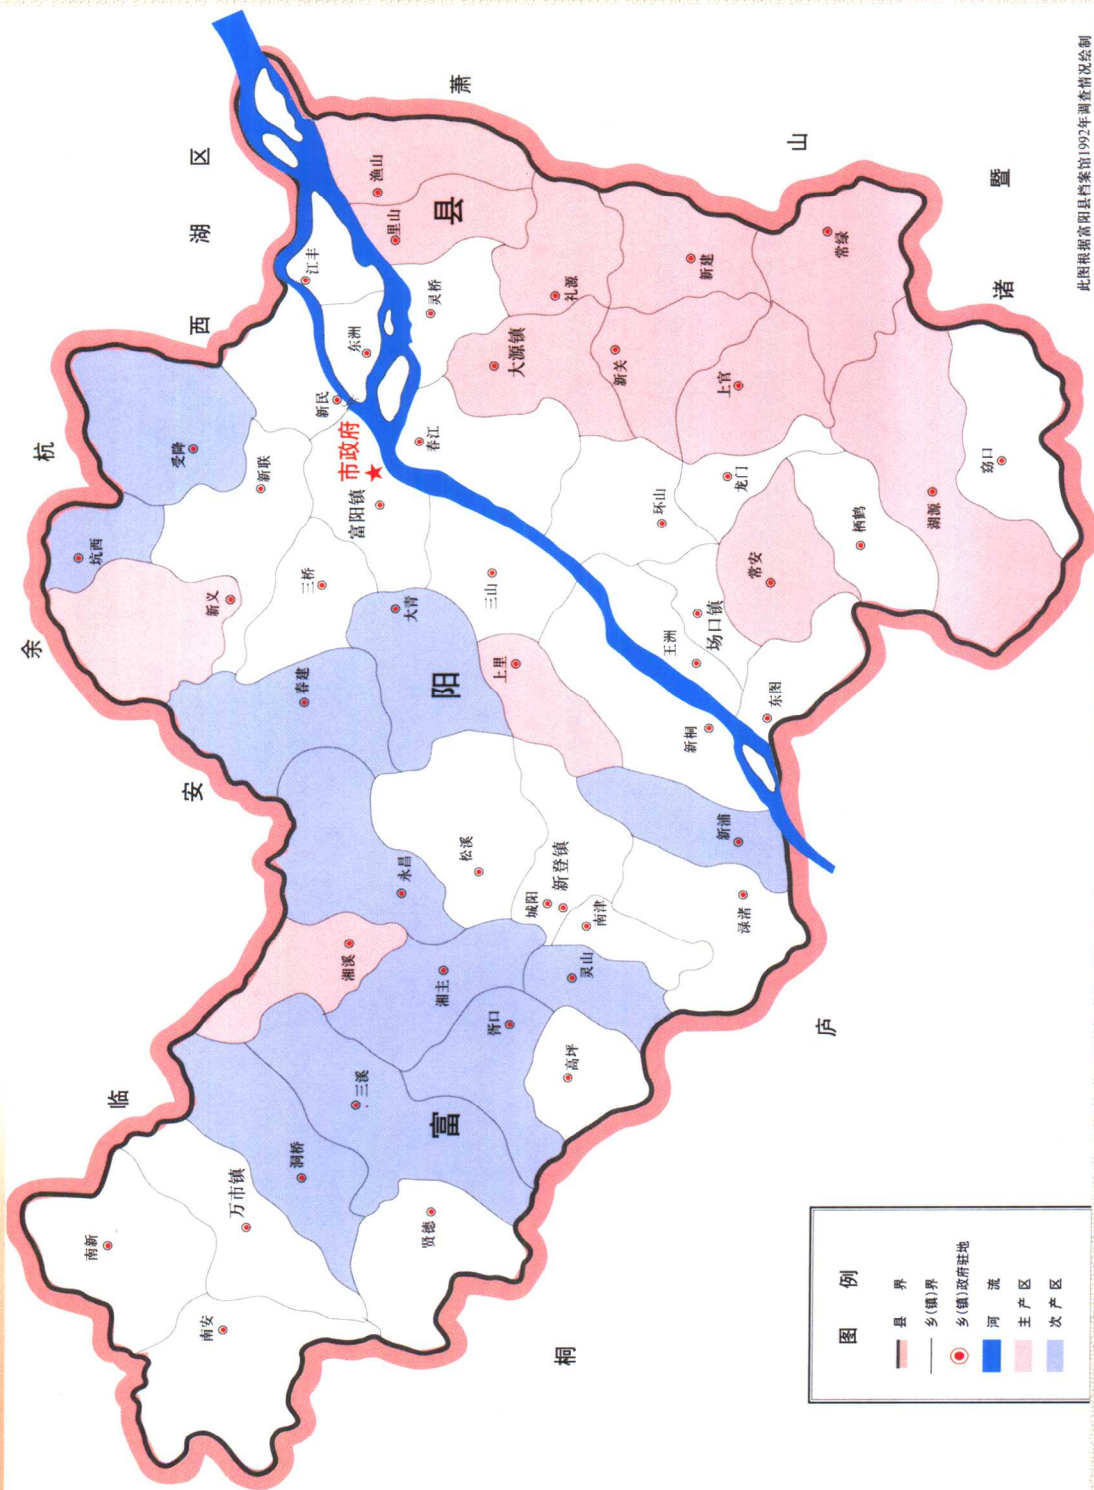 富阳县
市政府
杭
余
安
临
桐
庐
诸
暨
萧
山
西湖区
渔山
里山
江丰
东洲
灵桥
新民
春江
受降
新联
富阳镇
坑西
新义
三桥
大青
三山
上里
春建
永昌
松溪
城阳
新登镇
南津
新浦
渌渚
湘溪
湘主
灵山
胥口
高坪
三溪
洞桥
万市镇
南新
南安
贤德
礼源
新建
大源镇
新关
上官
常绿
环山
龙门
常安
栖鹤
湖源
窈口
王洲
场口镇
新桐
东图
图例
县界
乡(镇)界
乡(镇)政府驻地
河流
主产区
次产区
此图根据富阳县档案馆1992年调查情况绘制